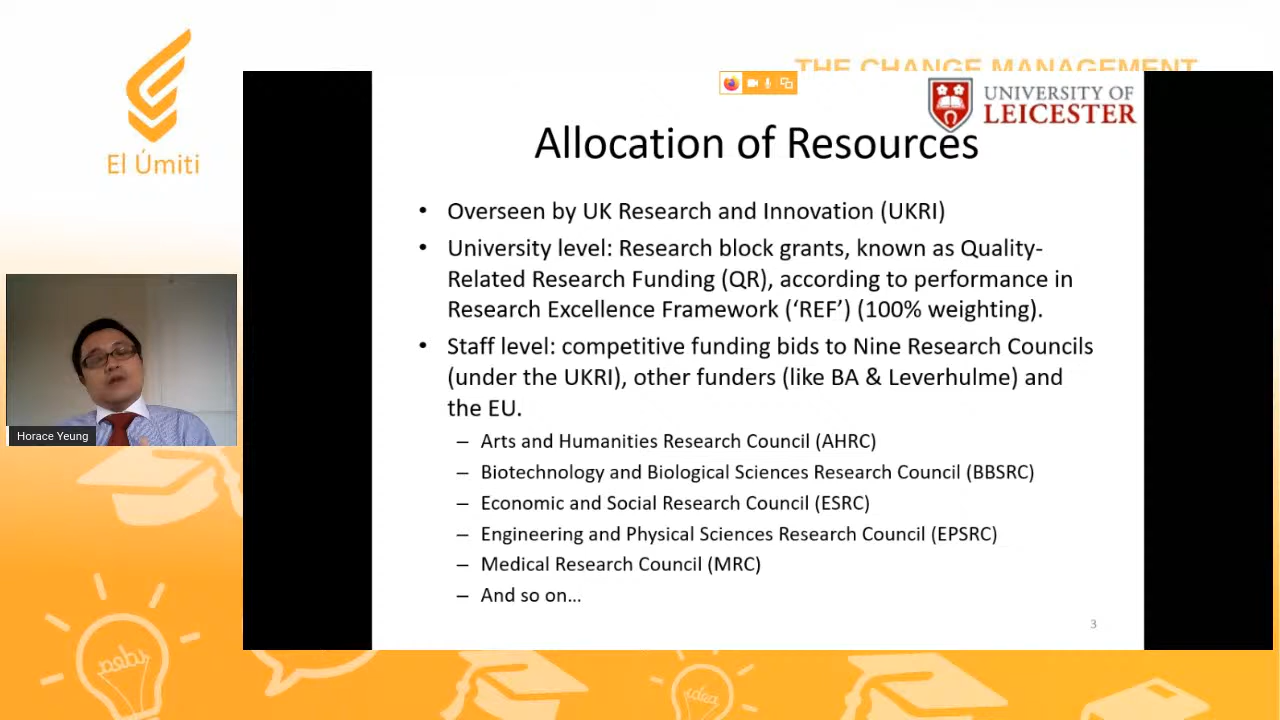 El Úmiti
THE CHANGE MANAGEMENT
UNIVERSITY OF
LEICESTER
Allocation of Resources
• Overseen by UK Research and Innovation (UKRI)
• University level: Research block grants, known as Quality-
Related Research Funding (QR), according to performance in
Research Excellence Framework (‘REF’) (100% weighting).
• Staff level: competitive funding bids to Nine Research Councils
(under the UKRI), other funders (like BA & Leverhulme) and
the EU.
– Arts and Humanities Research Council (AHRC)
– Biotechnology and Biological Sciences Research Council (BBSRC)
– Economic and Social Research Council (ESRC)
– Engineering and Physical Sciences Research Council (EPSRC)
– Medical Research Council (MRC)
– And so on…
3
Horace Yeung
idea
idea